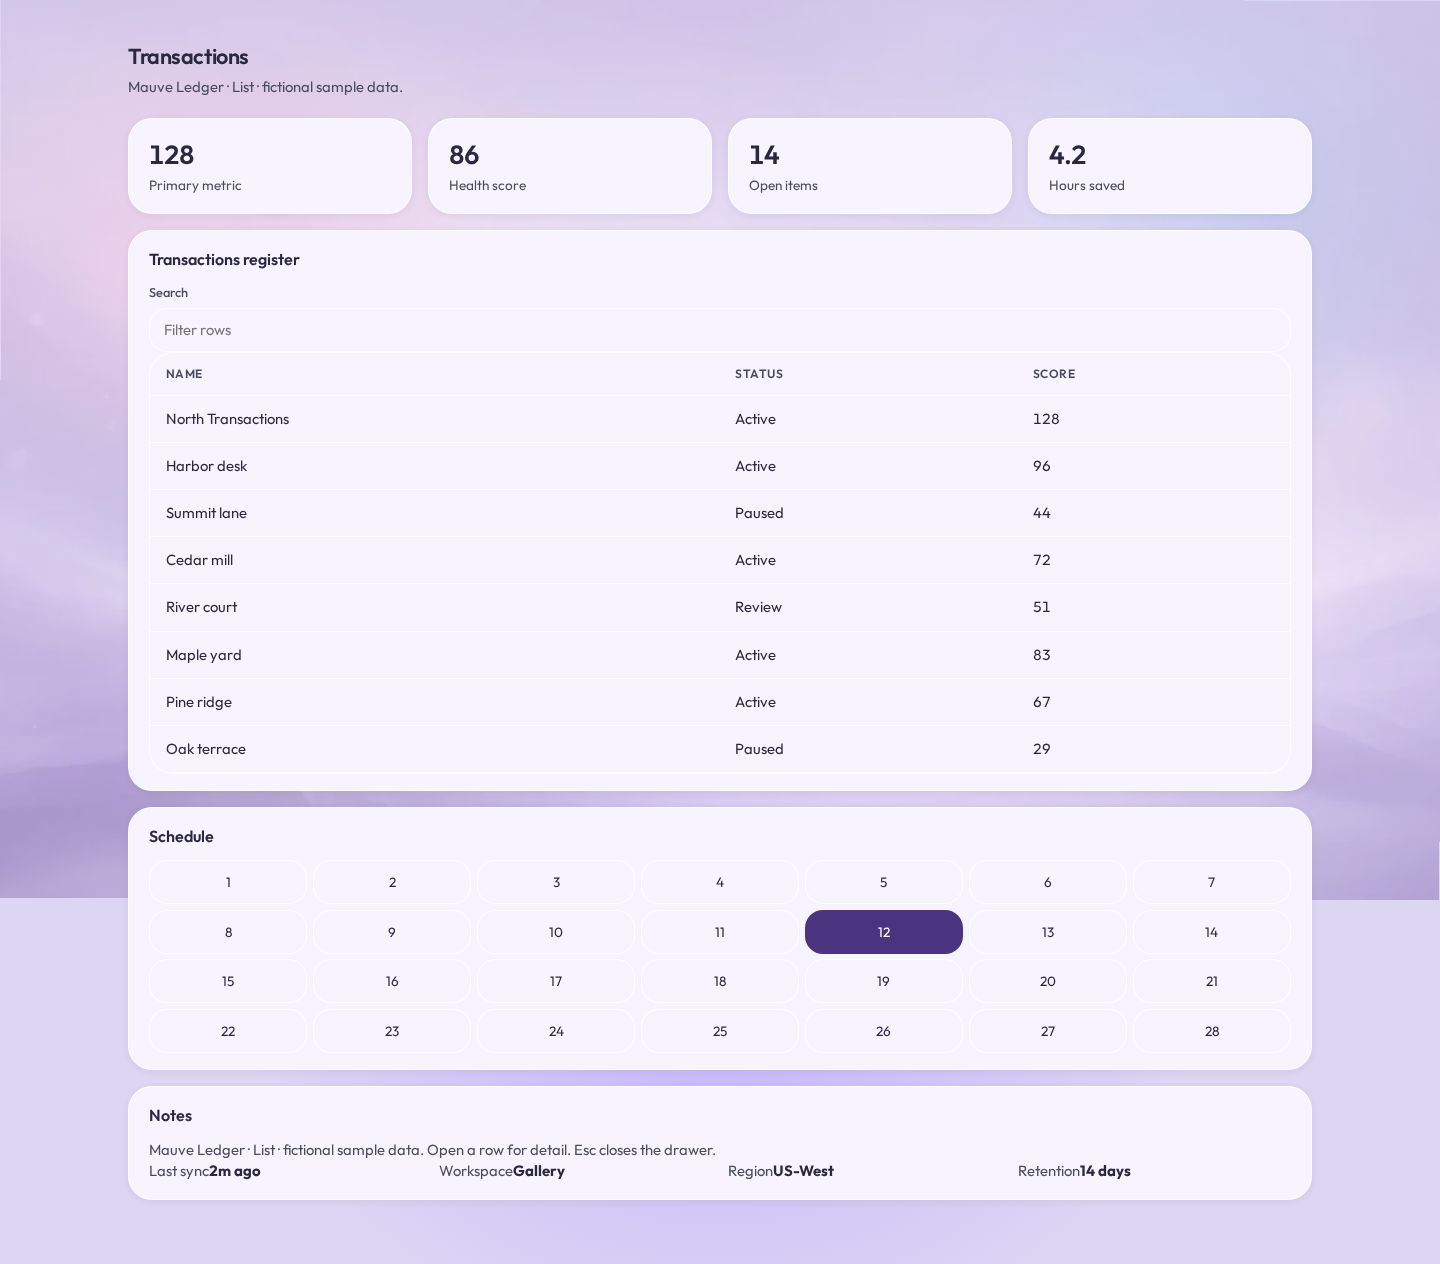 Transactions
Mauve Ledger · List · fictional sample data.
128
Primary metric
86
Health score
14
Open items
4.2
Hours saved
Transactions register
Search
Filter rows
NAME STATUS SCORE
North Transactions Active 128
Harbor desk Active 96
Summit lane Paused 44
Cedar mill Active 72
River court Review 51
Maple yard Active 83
Pine ridge Active 67
Oak terrace Paused 29
Schedule
1 2 3 4 5 6 7
8 9 10 11 12 13 14
15 16 17 18 19 20 21
22 23 24 25 26 27 28
Notes
Mauve Ledger · List · fictional sample data. Open a row for detail. Esc closes the drawer.
Last sync2m ago WorkspaceGallery RegionUS-West Retention14 days